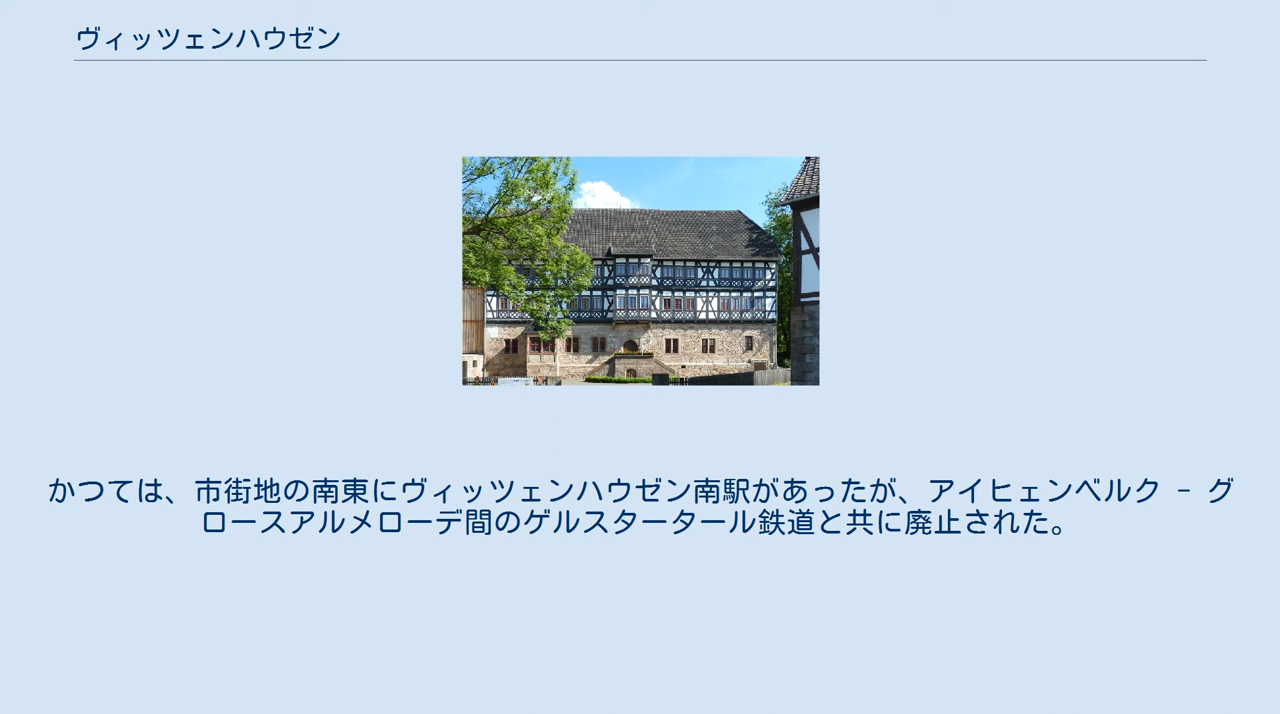 ヴィッツェンハウゼン
かつては、市街地の南東にヴィッツェンハウゼン南駅があったが、アイヒェンベルク - グ
ロースアルメローデ間のゲルスタータール鉄道と共に廃止された。